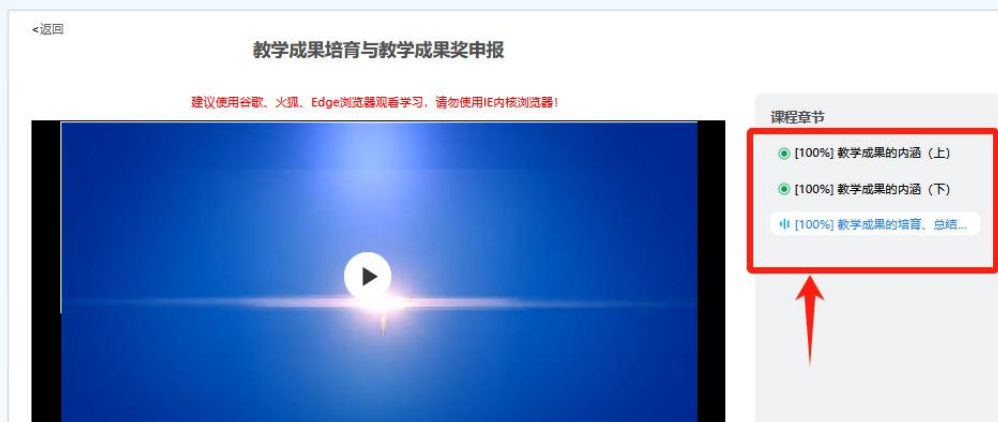 <返回
教学成果培育与教学成果奖申报
建议使用谷歌、火狐、Edge浏览器观看学习，请勿使用IE内核浏览器！
课程章节
[100%] 教学成果的内涵（上）
[100%] 教学成果的内涵（下）
[100%] 教学成果的培育、总结...